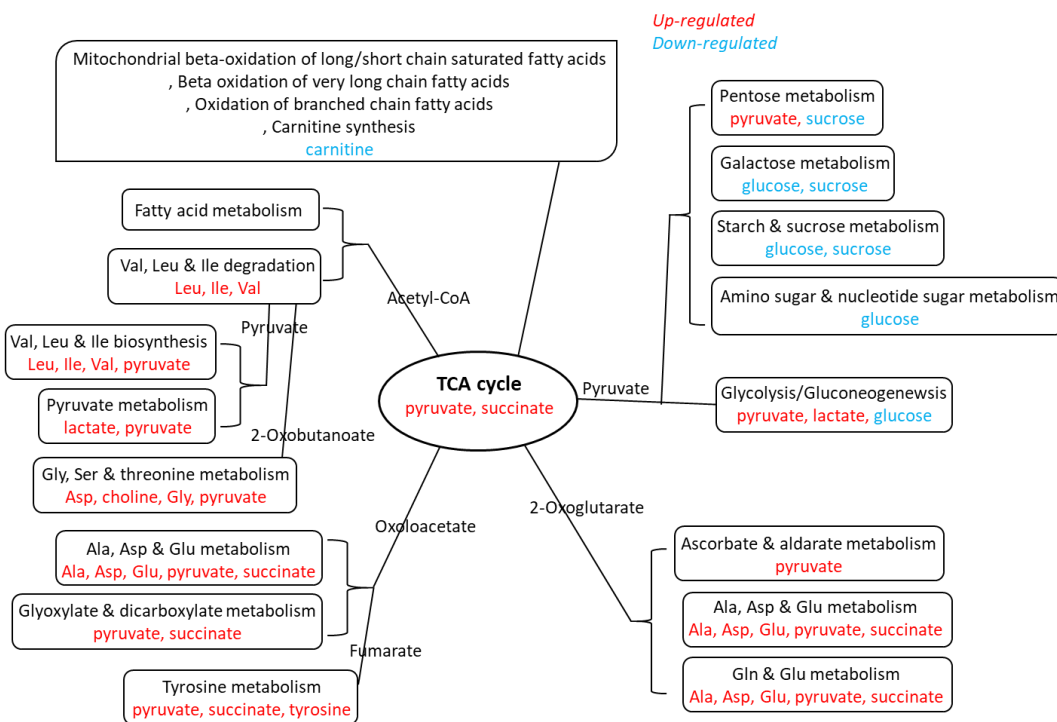 Up-regulated
Down-regulated
Mitochondrial beta-oxidation of long/short chain saturated fatty acids
, Beta oxidation of very long chain fatty acids
, Oxidation of branched chain fatty acids
, Carnitine synthesis
carnitine
Pentose metabolism
pyruvate, sucrose
Galactose metabolism
glucose, sucrose
Starch & sucrose metabolism
glucose, sucrose
Amino sugar & nucleotide sugar metabolism
glucose
Fatty acid metabolism
Val, Leu & Ile degradation
Leu, Ile, Val
Acetyl-CoA
Pyruvate
Val, Leu & Ile biosynthesis
Leu, Ile, Val, pyruvate
Pyruvate metabolism
lactate, pyruvate
2-Oxobutanoate
Gly, Ser & threonine metabolism
Asp, choline, Gly, pyruvate
TCA cycle
pyruvate, succinate
Pyruvate
Glycolysis/Gluconeogenewsis
pyruvate, lactate, glucose
Oxoloacetate
2-Oxoglutarate
Ala, Asp & Glu metabolism
Ala, Asp, Glu, pyruvate, succinate
Glyoxylate & dicarboxylate metabolism
pyruvate, succinate
Fumarate
Tyrosine metabolism
pyruvate, succinate, tyrosine
Ascorbate & aldarate metabolism
pyruvate
Ala, Asp & Glu metabolism
Ala, Asp, Glu, pyruvate, succinate
Gln & Glu metabolism
Ala, Asp, Glu, pyruvate, succinate